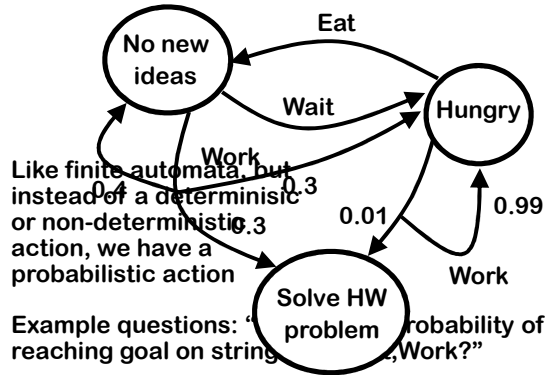 Eat
No new
ideas
Wait
Hungry
Work
Like finite automata, but
0.4
0.3
instead of a determinisic
or non-deterministic
0.3
0.01
0.99
action, we have a
probabilistic action
Work
Solve HW
problem
Example questions: “ robability of
reaching goal on string ,Work?”